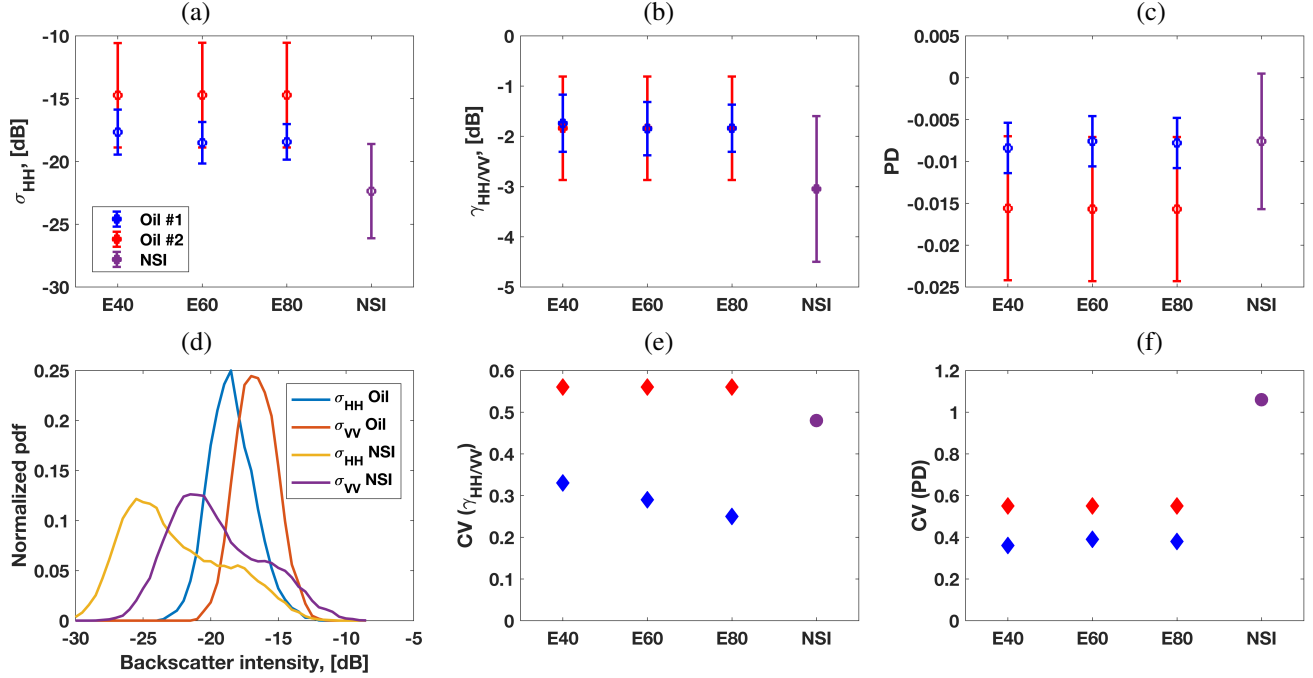 (a)
-10
-15
-20
-25
-30
σHH, [dB]
Oil #1
Oil #2
NSI
E40 E60 E80 NSI
(b)
0
-1
-2
-3
-4
-5
γHH/VV, [dB]
E40 E60 E80 NSI
(c)
0.005
0
-0.005
-0.01
-0.015
-0.02
-0.025
PD
E40 E60 E80 NSI
(d)
0.25
0.2
0.15
0.1
0.05
0
Normalized pdf
σHH Oil
σVV Oil
σHH NSI
σVV NSI
-30 -25 -20 -15 -10 -5
Backscatter intensity, [dB]
(e)
0.6
0.5
0.4
0.3
0.2
0.1
0
CV (γHH/VV)
E40 E60 E80 NSI
(f)
1.2
1
0.8
0.6
0.4
0.2
0
CV (PD)
E40 E60 E80 NSI